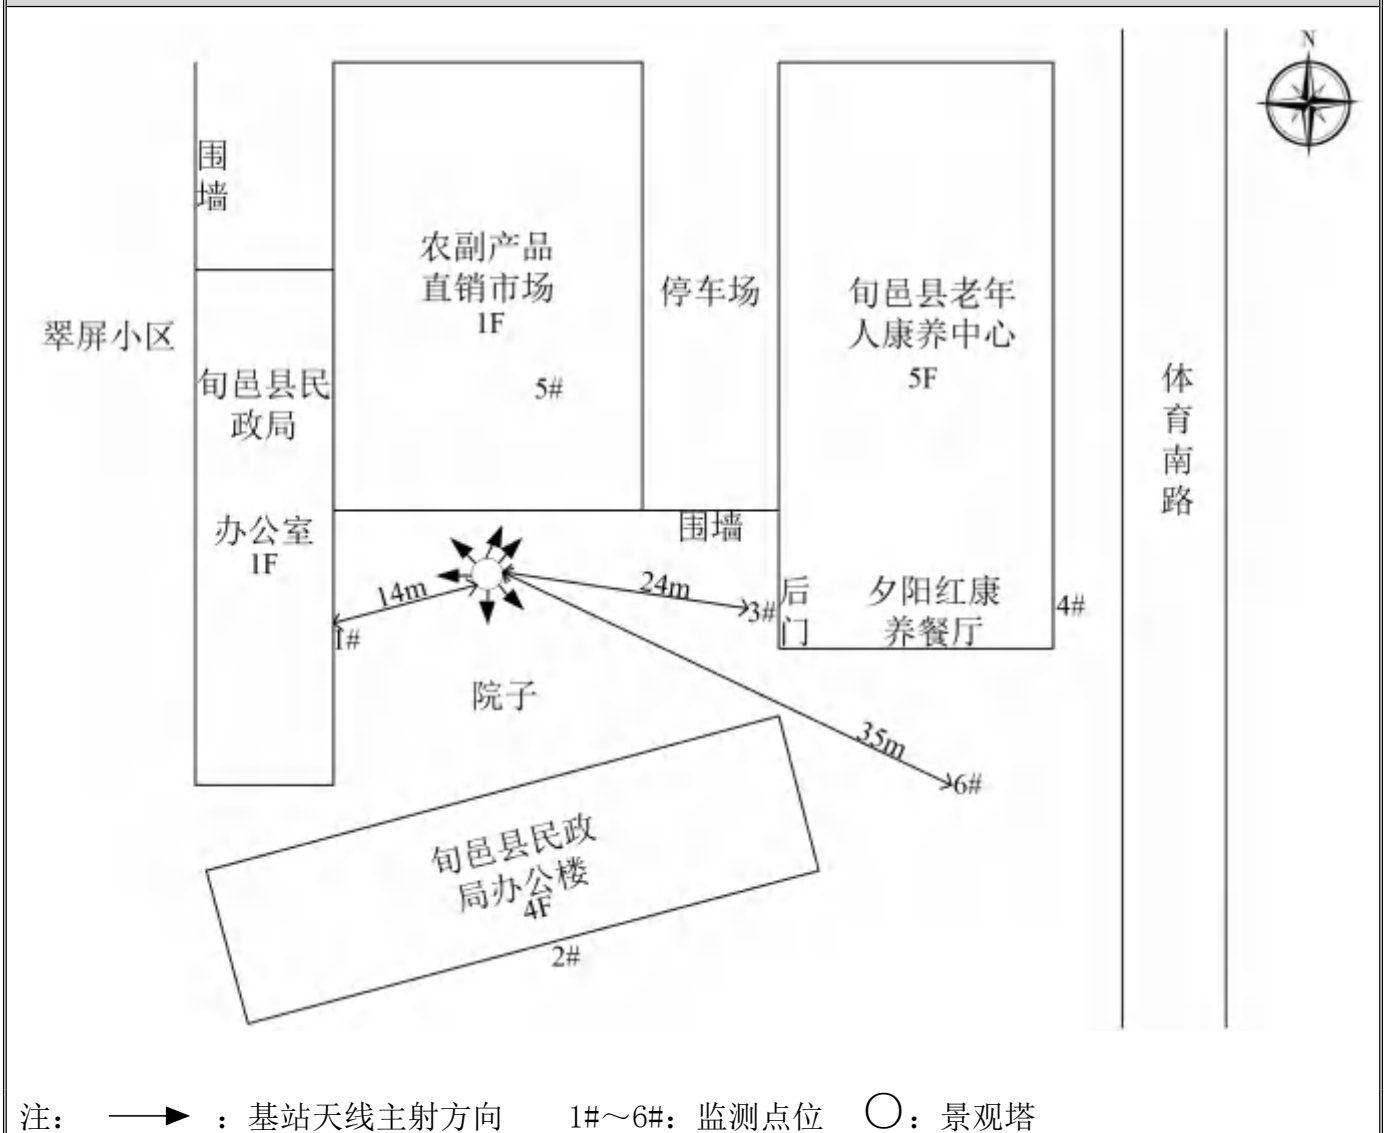 N
围
墙
农副产品
直销市场
1F
5#
停车场
旬邑县老年
人康养中心
5F
翠屏小区
旬邑县民
政局
办公室
1F
体
育
南
路
围墙
14m
1#
24m
3#
后
门
夕阳红康
养餐厅
4#
院子
35m
6#
旬邑县民政
局办公楼
4F
2#
注： ：基站天线主射方向 1#～6#：监测点位 ○：景观塔